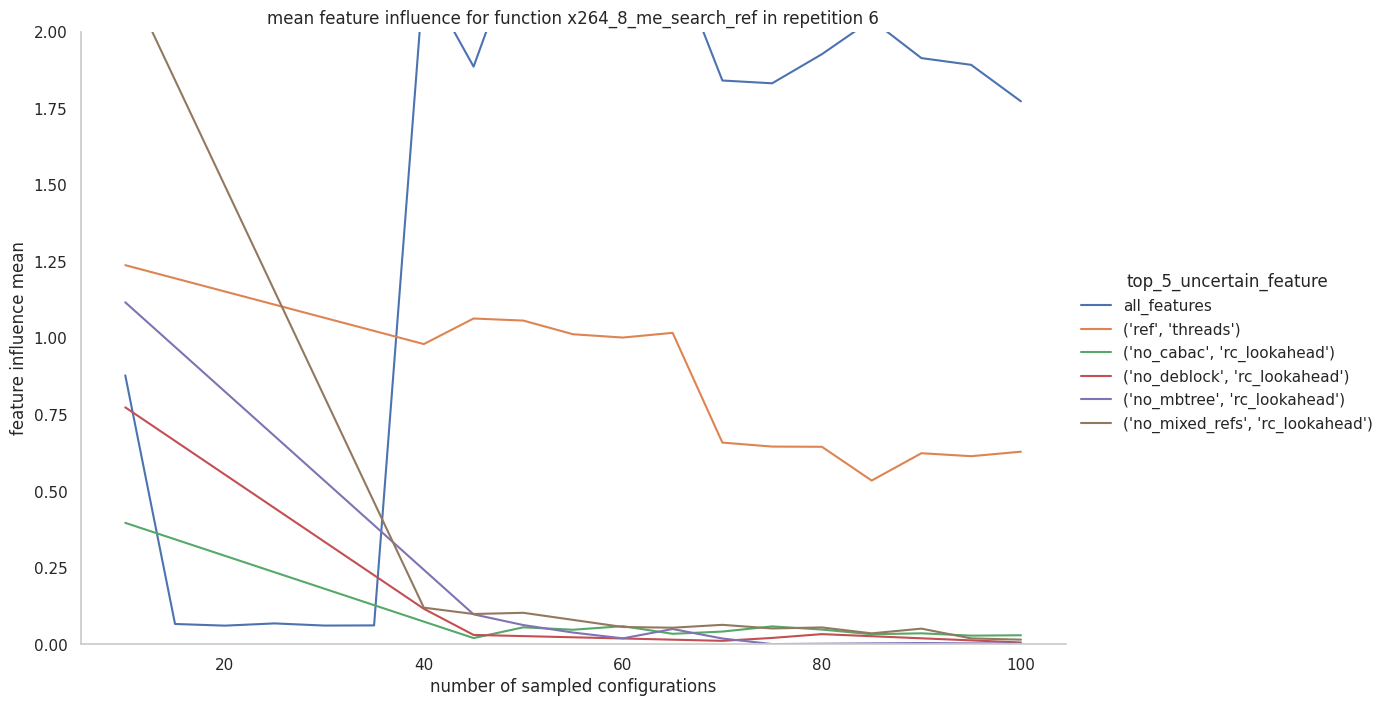 mean feature influence for function x264_8_me_search_ref in repetition 6
2.00
1.75
1.50
1.25
1.00
0.75
0.50
0.25
0.00
feature influence mean
20
40
60
80
100
number of sampled configurations
top_5_uncertain_feature
all_features
('ref', 'threads')
('no_cabac', 'rc_lookahead')
('no_deblock', 'rc_lookahead')
('no_mbtree', 'rc_lookahead')
('no_mixed_refs', 'rc_lookahead')